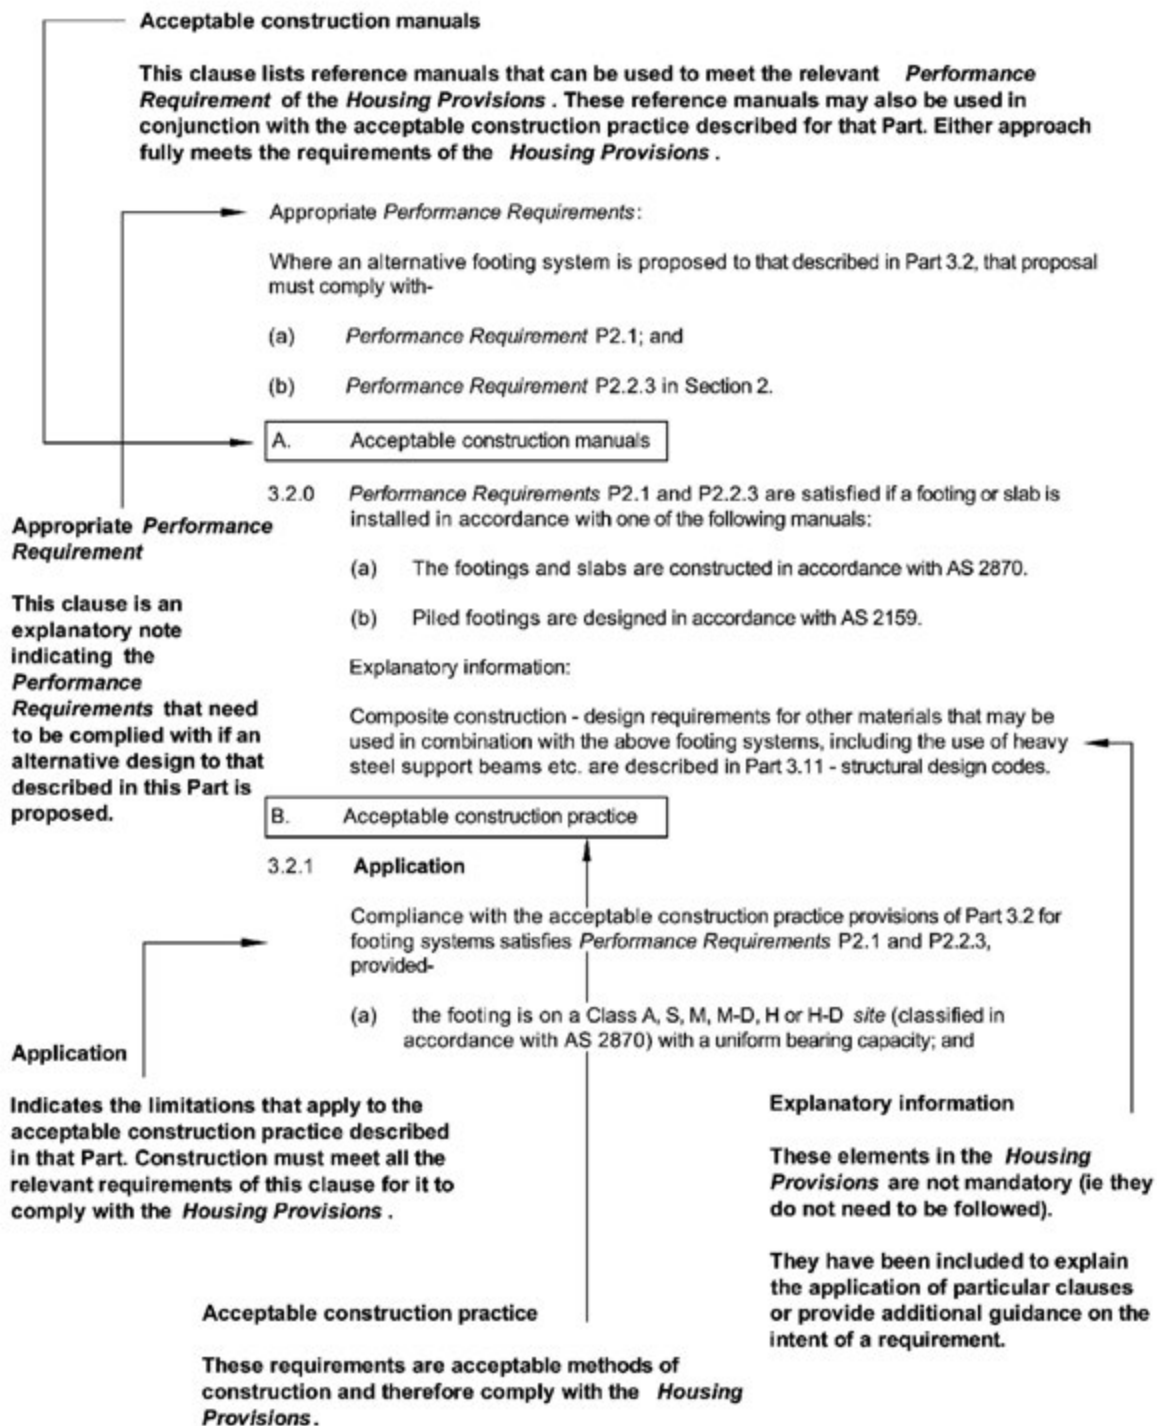 Acceptable construction manuals
This clause lists reference manuals that can be used to meet the relevant Performance
Requirement of the Housing Provisions . These reference manuals may also be used in
conjunction with the acceptable construction practice described for that Part. Either approach
fully meets the requirements of the Housing Provisions .
Appropriate Performance Requirements:
Where an alternative footing system is proposed to that described in Part 3.2, that proposal
must comply with-
(a) Performance Requirement P2.1; and
(b) Performance Requirement P2.2.3 in Section 2.
A. Acceptable construction manuals
3.2.0 Performance Requirements P2.1 and P2.2.3 are satisfied if a footing or slab is
installed in accordance with one of the following manuals:
(a) The footings and slabs are constructed in accordance with AS 2870.
(b) Piled footings are designed in accordance with AS 2159.
Explanatory information:
Composite construction - design requirements for other materials that may be
used in combination with the above footing systems, including the use of heavy
steel support beams etc. are described in Part 3.11 - structural design codes.
Appropriate Performance
Requirement
This clause is an
explanatory note
indicating the
Performance
Requirements that need
to be complied with if an
alternative design to that
described in this Part is
proposed.
B. Acceptable construction practice
3.2.1 Application
Compliance with the acceptable construction practice provisions of Part 3.2 for
footing systems satisfies Performance Requirements P2.1 and P2.2.3,
provided-
(a) the footing is on a Class A, S, M, M-D, H or H-D site (classified in
accordance with AS 2870) with a uniform bearing capacity; and
Application
Indicates the limitations that apply to the
acceptable construction practice described
in that Part. Construction must meet all the
relevant requirements of this clause for it to
comply with the Housing Provisions .
Explanatory information
These elements in the Housing
Provisions are not mandatory (ie they
do not need to be followed).
They have been included to explain
the application of particular clauses
or provide additional guidance on the
intent of a requirement.
Acceptable construction practice
These requirements are acceptable methods of
construction and therefore comply with the Housing
Provisions .